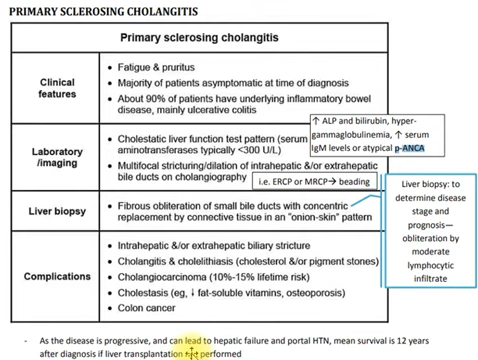 PRIMARY SCLEROSING CHOLANGITIS
Primary sclerosing cholangitis
Clinical
features
• Fatigue & pruritus
• Majority of patients asymptomatic at time of diagnosis
• About 90% of patients have underlying inflammatory bowel
disease, mainly ulcerative colitis
Laboratory
/imaging
• Cholestatic liver function test pattern (serum
aminotransferases typically <300 U/L)
• Multifocal stricturing/dilation of intrahepatic &/or extrahepatic
bile ducts on cholangiography
↑ ALP and bilirubin, hyper-
gammaglobulinemia, ↑ serum
IgM levels or atypical p-ANCA
i.e. ERCP or MRCP→ beading
Liver biopsy
• Fibrous obliteration of small bile ducts with concentric
replacement by connective tissue in an "onion-skin" pattern
Liver biopsy: to
determine disease
stage and
prognosis—
obliteration by
moderate
lymphocytic
infiltrate
Complications
• Intrahepatic &/or extrahepatic biliary stricture
• Cholangitis & cholelithiasis (cholesterol &/or pigment stones)
• Cholangiocarcinoma (10%-15% lifetime risk)
• Cholestasis (eg, ↓ fat-soluble vitamins, osteoporosis)
• Colon cancer
- As the disease is progressive, and can lead to hepatic failure and portal HTN, mean survival is 12 years
after diagnosis if liver transplantation performed